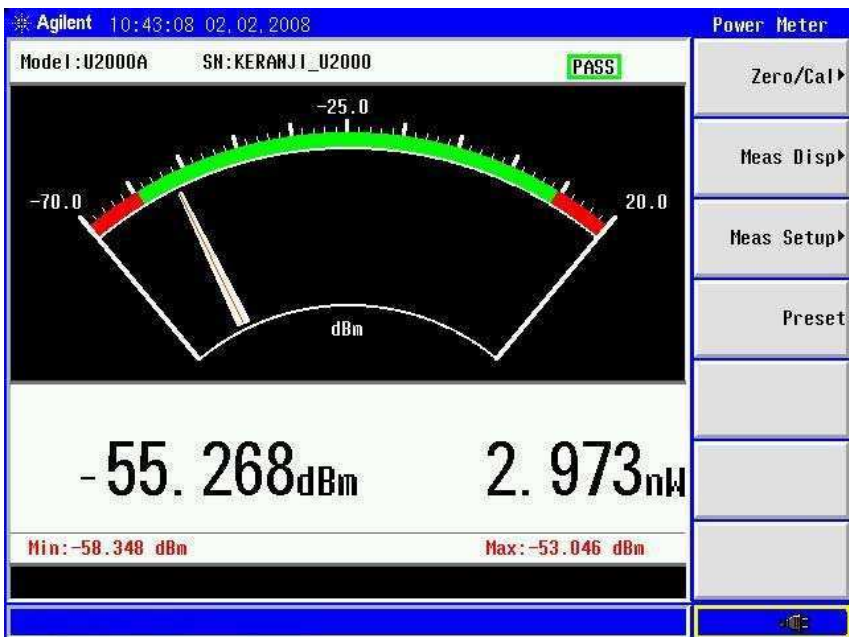 Agilent 10:43:08 02,02,2008 Power Meter
Model:U2000A SN:KERANJI_U2000 PASS
Zero/Cal
-25.0
Meas Disp
-70.0 20.0
Meas Setup
Preset
dBm
-55.268dBm 2.973nW
Min:-58.348 dBm Max:-53.046 dBm